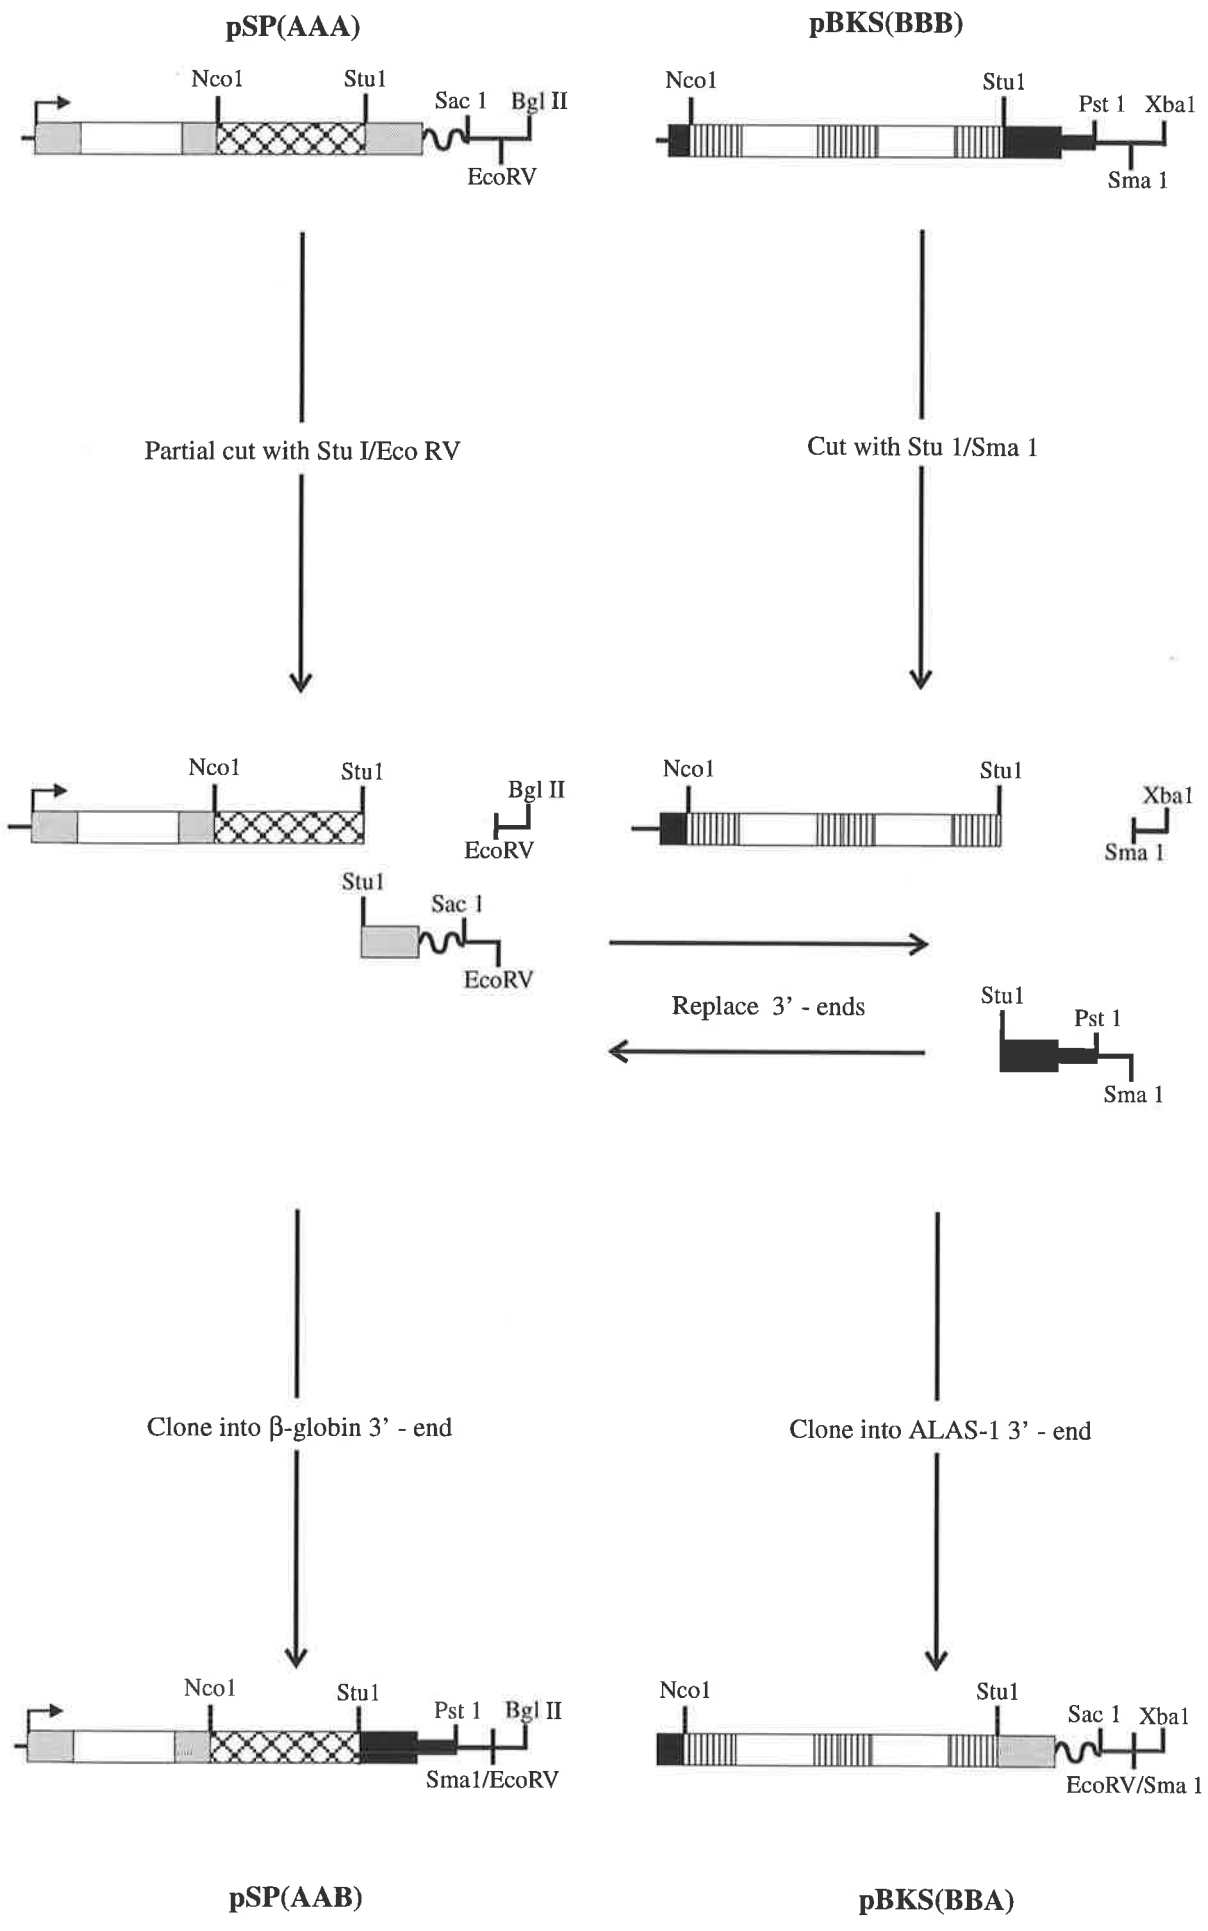 pSP(AAA)
pBKS(BBB)
Nco1
Stu1
Sac 1
Bgl II
EcoRV
Nco1
Stu1
Pst 1
Xba1
Sma 1
Partial cut with Stu I/Eco RV
Cut with Stu 1/Sma 1
Nco1
Stu1
Bgl II
EcoRV
Nco1
Stu1
Xba1
Sma 1
Stu1
Sac 1
EcoRV
Replace 3' - ends
Stu1
Pst 1
Sma 1
Clone into β-globin 3' - end
Clone into ALAS-1 3' - end
Nco1
Stu1
Pst 1
Bgl II
Sma1/EcoRV
Nco1
Stu1
Sac 1
Xba1
EcoRV/Sma 1
pSP(AAB)
pBKS(BBA)